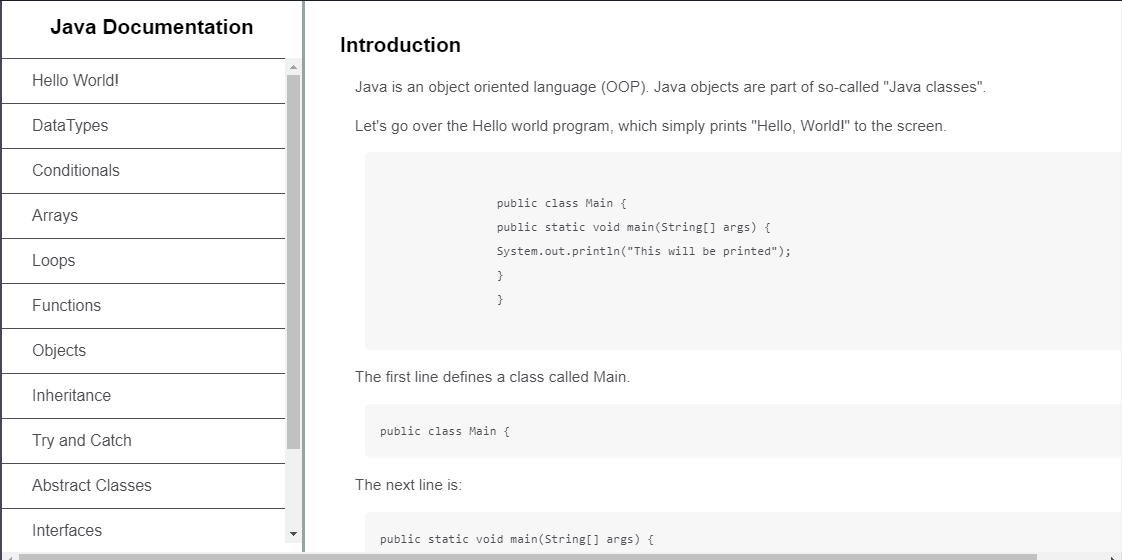 Java Documentation
Hello World!
DataTypes
Conditionals
Arrays
Loops
Functions
Objects
Inheritance
Try and Catch
Abstract Classes
Interfaces
Introduction
Java is an object oriented language (OOP). Java objects are part of so-called "Java classes".
Let's go over the Hello world program, which simply prints "Hello, World!" to the screen.
public class Main {
public static void main(String[] args) {
System.out.println("This will be printed");
}
}
The first line defines a class called Main.
public class Main {
The next line is:
public static void main(String[] args) {